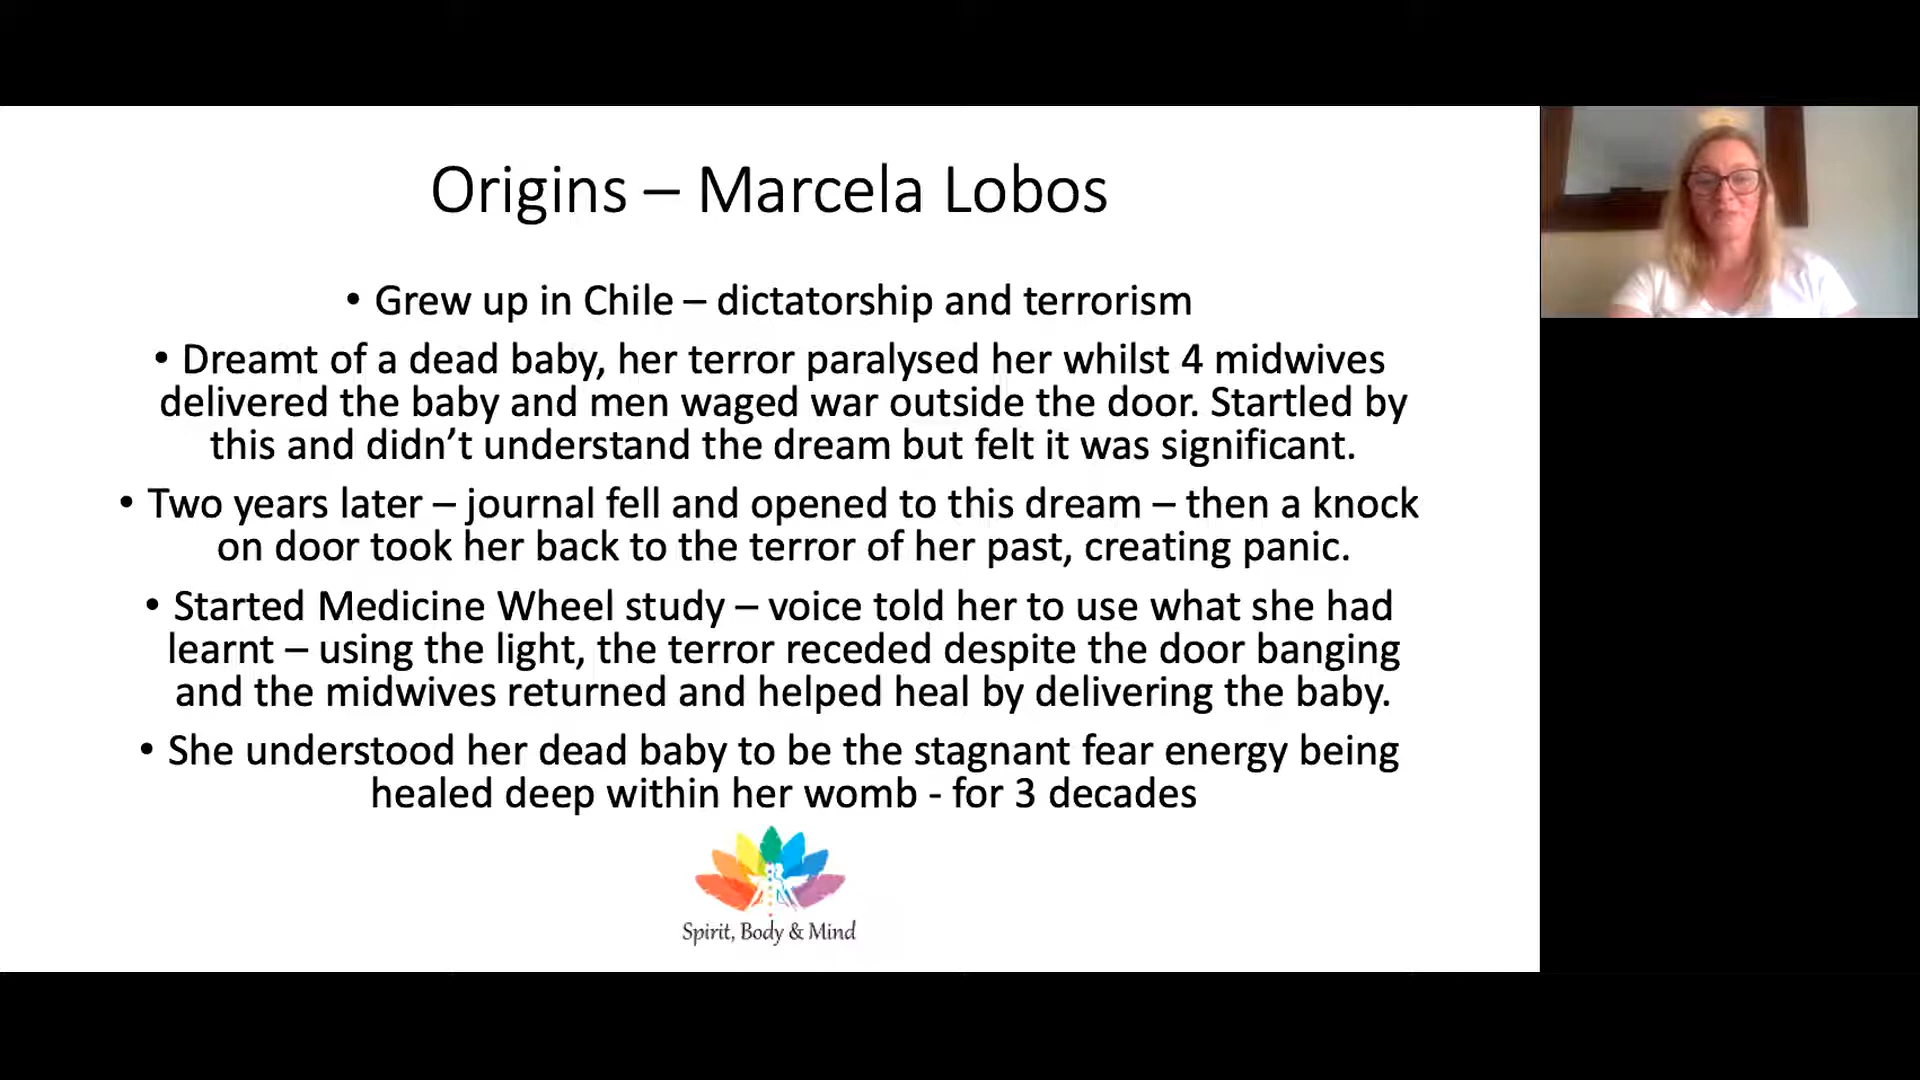 Origins – Marcela Lobos
• Grew up in Chile – dictatorship and terrorism
• Dreamt of a dead baby, her terror paralysed her whilst 4 midwives
delivered the baby and men waged war outside the door. Startled by
this and didn’t understand the dream but felt it was significant.
• Two years later – journal fell and opened to this dream – then a knock
on door took her back to the terror of her past, creating panic.
• Started Medicine Wheel study – voice told her to use what she had
learnt – using the light, the terror receded despite the door banging
and the midwives returned and helped heal by delivering the baby.
• She understood her dead baby to be the stagnant fear energy being
healed deep within her womb - for 3 decades
Spirit, Body & Mind